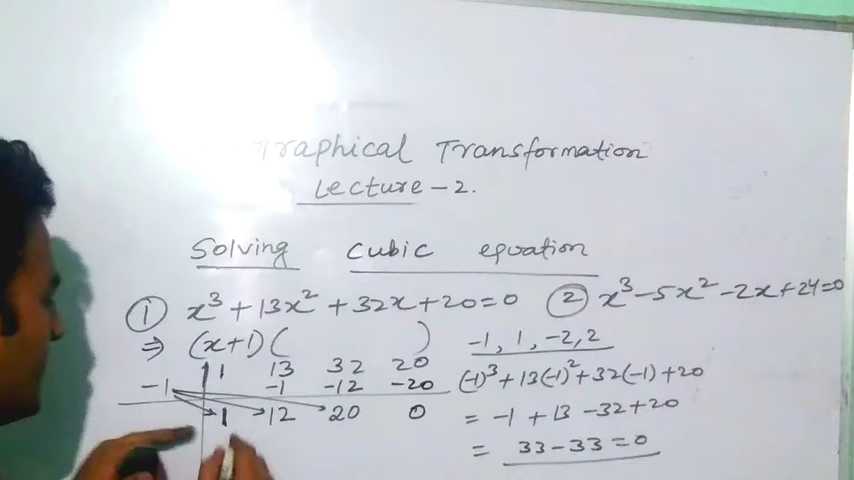 raphical Transformation
Lecture-2.
Solving cubic equation
① x³ + 13x² + 32x + 20 = 0 ② x³ - 5x² - 2x + 24 = 0
⇒ (x+1)( ) -1, 1, -2, 2
1 13 32 20
-1 -1 -12 -20
1 12 20 0
(-1)³ + 13(-1)² + 32(-1) + 20
= -1 + 13 - 32 + 20
= 33 - 33 = 0